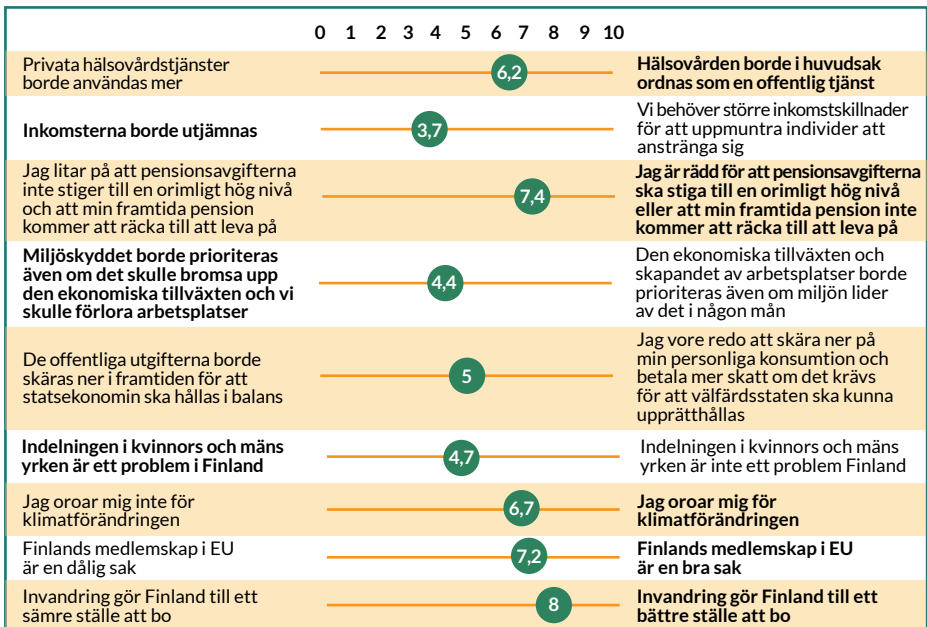 0 1 2 3 4 5 6 7 8 9 10
Privata hälsovårdstjänster
borde användas mer
6,2
Hälsovården borde i huvudsak
ordnas som en offentlig tjänst
Inkomsterna borde utjämnas
3,7
Vi behöver större inkomstskillnader
för att uppmuntra individer att
anstränga sig
Jag litar på att pensionsavgifterna
inte stiger till en orimligt hög nivå
och att min framtida pension
kommer att räcka till att leva på
7,4
Jag är rädd för att pensionsavgifterna
ska stiga till en orimligt hög nivå
eller att min framtida pension inte
kommer att räcka till att leva på
Miljöskyddet borde prioriteras
även om det skulle bromsa upp
den ekonomiska tillväxten och vi
skulle förlora arbetsplatser
4,4
Den ekonomiska tillväxten och
skapandet av arbetsplatser borde
prioriteras även om miljön lider
av det i någon mån
De offentliga utgifterna borde
skäras ner i framtiden för att
statsekonomin ska hållas i balans
5
Jag vore redo att skära ner på
min personliga konsumtion och
betala mer skatt om det krävs
för att välfärdsstaten ska kunna
upprätthållas
Indelningen i kvinnors och mäns
yrken är ett problem i Finland
4,7
Indelningen i kvinnors och mäns
yrken är inte ett problem Finland
Jag oroar mig inte för
klimatförändringen
6,7
Jag oroar mig för
klimatförändringen
Finlands medlemskap i EU
är en dålig sak
7,2
Finlands medlemskap i EU
är en bra sak
Invandring gör Finland till ett
sämre ställe att bo
8
Invandring gör Finland till ett
bättre ställe att bo